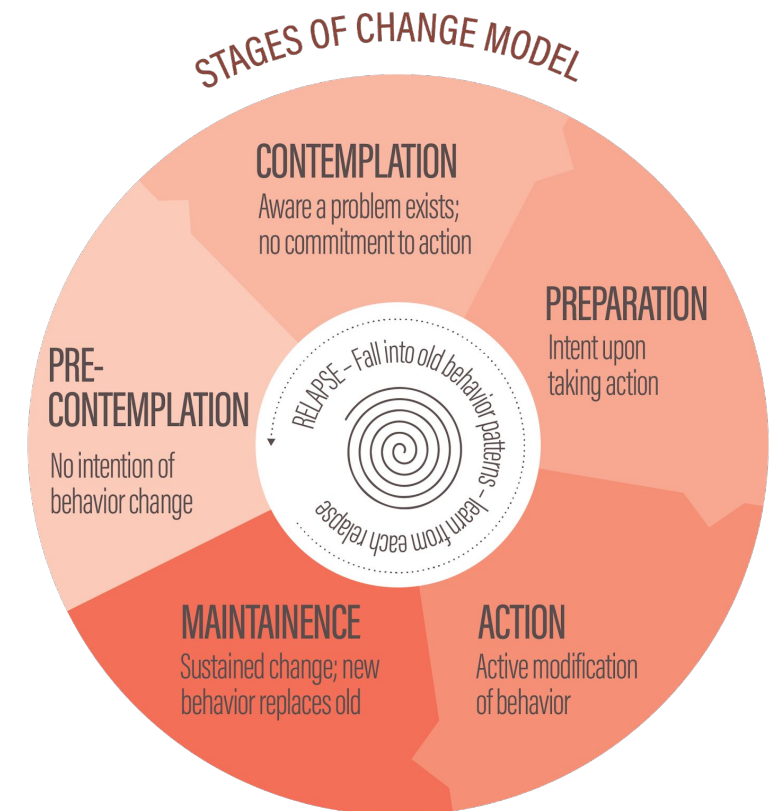 STAGES OF CHANGE MODEL
CONTEMPLATION
Aware a problem exists;
no commitment to action
PREPARATION
Intent upon
taking action
PRE-
CONTEMPLATION
No intention of
behavior change
RELAPSE – Fall into old behavior patterns - learn from each relapse
MAINTAINENCE
Sustained change; new
behavior replaces old
ACTION
Active modification
of behavior